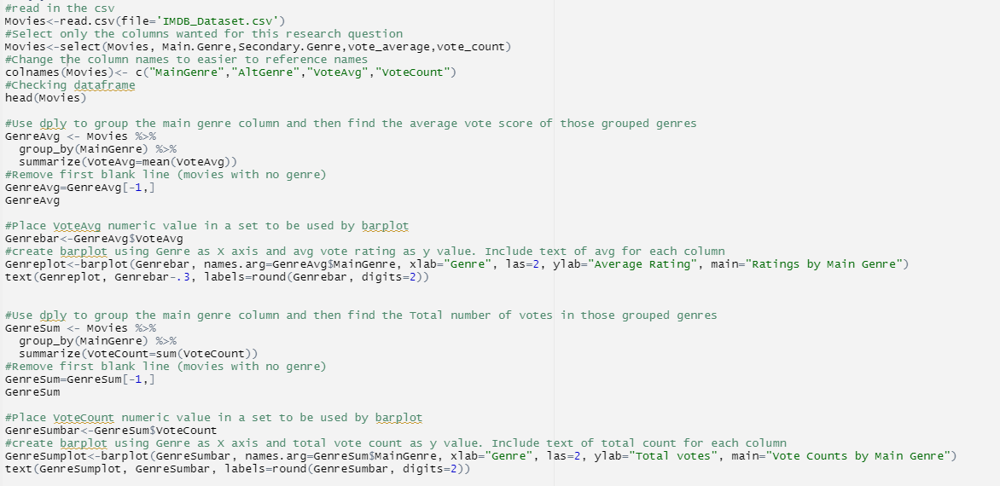 #read in the csv
Movies<-read.csv(file='IMDB_Dataset.csv')
#Select only the columns wanted for this research question
Movies<-select(Movies, Main.Genre,Secondary.Genre,vote_average,vote_count)
#Change the column names to easier to reference names
colnames(Movies)<- c("MainGenre","AltGenre","VoteAvg","VoteCount")
#Checking dataframe
head(Movies)
#Use dply to group the main genre column and then find the average vote score of those grouped genres
GenreAvg <- Movies %>%
  group_by(MainGenre) %>%
  summarize(VoteAvg=mean(VoteAvg))
#Remove first blank line (movies with no genre)
GenreAvg=GenreAvg[-1,]
GenreAvg
#Place VoteAvg numeric value in a set to be used by barplot
Genrebar<-GenreAvg$VoteAvg
#create barplot using Genre as X axis and avg vote rating as y value. Include text of avg for each column
Genreplot<-barplot(Genrebar, names.arg=GenreAvg$MainGenre, xlab="Genre", las=2, ylab="Average Rating", main="Ratings by Main Genre")
text(Genreplot, Genrebar-.3, labels=round(Genrebar, digits=2))
#Use dply to group the main genre column and then find the Total number of votes in those grouped genres
GenreSum <- Movies %>%
  group_by(MainGenre) %>%
  summarize(VoteCount=sum(VoteCount))
#Remove first blank line (movies with no genre)
GenreSum=GenreSum[-1,]
GenreSum
#Place VoteCount numeric value in a set to be used by barplot
GenreSumbar<-GenreSum$VoteCount
#create barplot using Genre as X axis and total vote count as y value. Include text of total count for each column
GenreSumplot<-barplot(GenreSumbar, names.arg=GenreSum$MainGenre, xlab="Genre", las=2, ylab="Total votes", main="Vote Counts by Main Genre")
text(GenreSumplot, GenreSumbar, labels=round(GenreSumbar, digits=2))